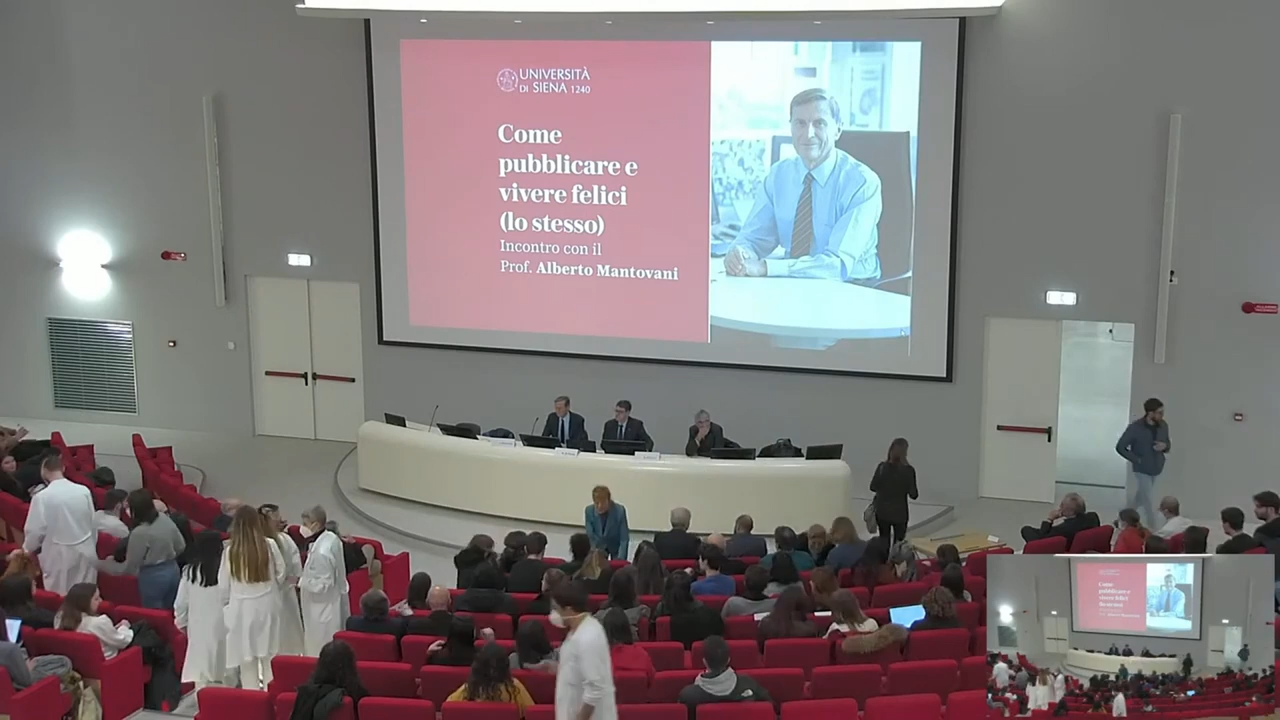 UNIVERSITÀ
DI SIENA 1240
Come
pubblicare e
vivere felici
(lo stesso)
Incontro con il
Prof. Alberto Mantovani